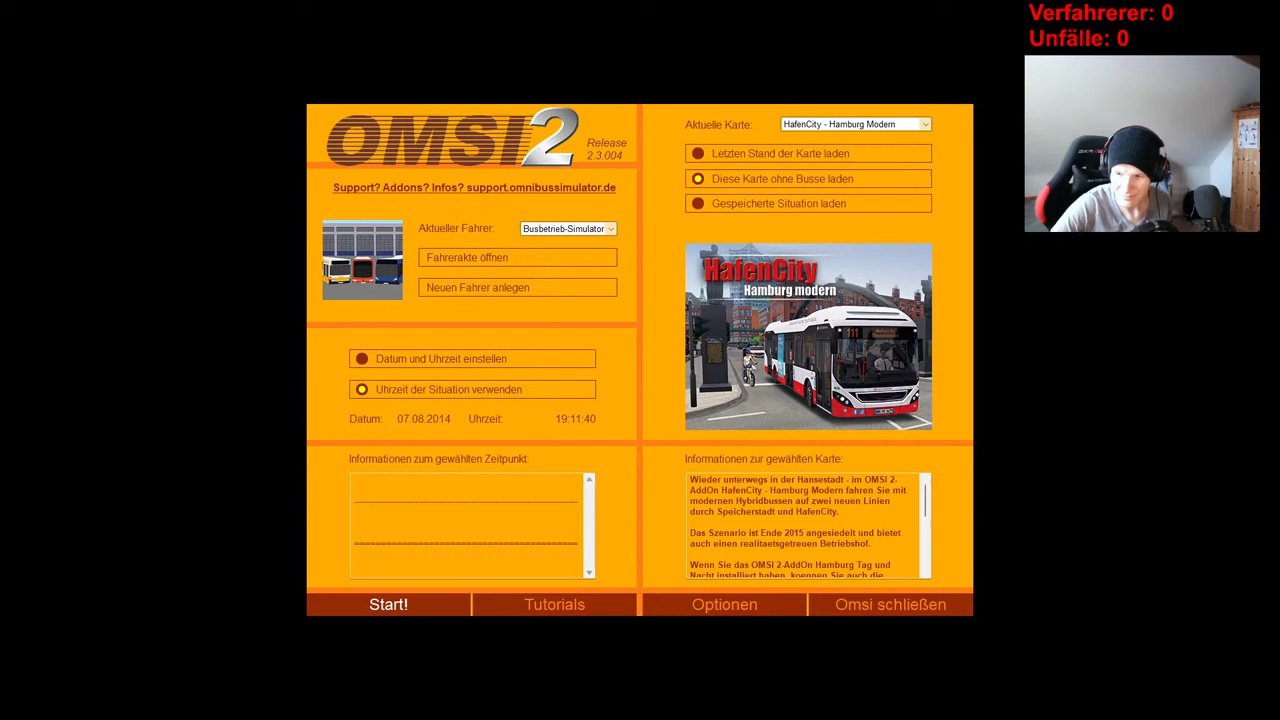 Verfahrerer: 0
Unfälle: 0
OMSI 2
Release
2.3.004
Support? Addons? Infos? support.omnibussimulator.de
Aktueller Fahrer:
Busbetrieb-Simulator
Fahrerakte öffnen
Neuen Fahrer anlegen
Datum und Uhrzeit einstellen
Uhrzeit der Situation verwenden
Datum: 07.08.2014 Uhrzeit: 19:11:40
Informationen zum gewählten Zeitpunkt:
Aktuelle Karte:
HafenCity - Hamburg Modern
Letzten Stand der Karte laden
Diese Karte ohne Busse laden
Gespeicherte Situation laden
HafenCity
Hamburg modern
111
Informationen zur gewählten Karte:
Wieder unterwegs in der Hansestadt - im OMSI 2-
AddOn HafenCity - Hamburg Modern fahren Sie mit
modernen Hybridbussen auf zwei neuen Linien
durch Speicherstadt und HafenCity.
Das Szenario ist Ende 2015 angesiedelt und bietet
auch einen realitaetsgetreuen Betriebshof.
Wenn Sie das OMSI 2-AddOn Hamburg Tag und
Nacht installiert haben, koennen Sie auch die
Start!
Tutorials
Optionen
Omsi schließen